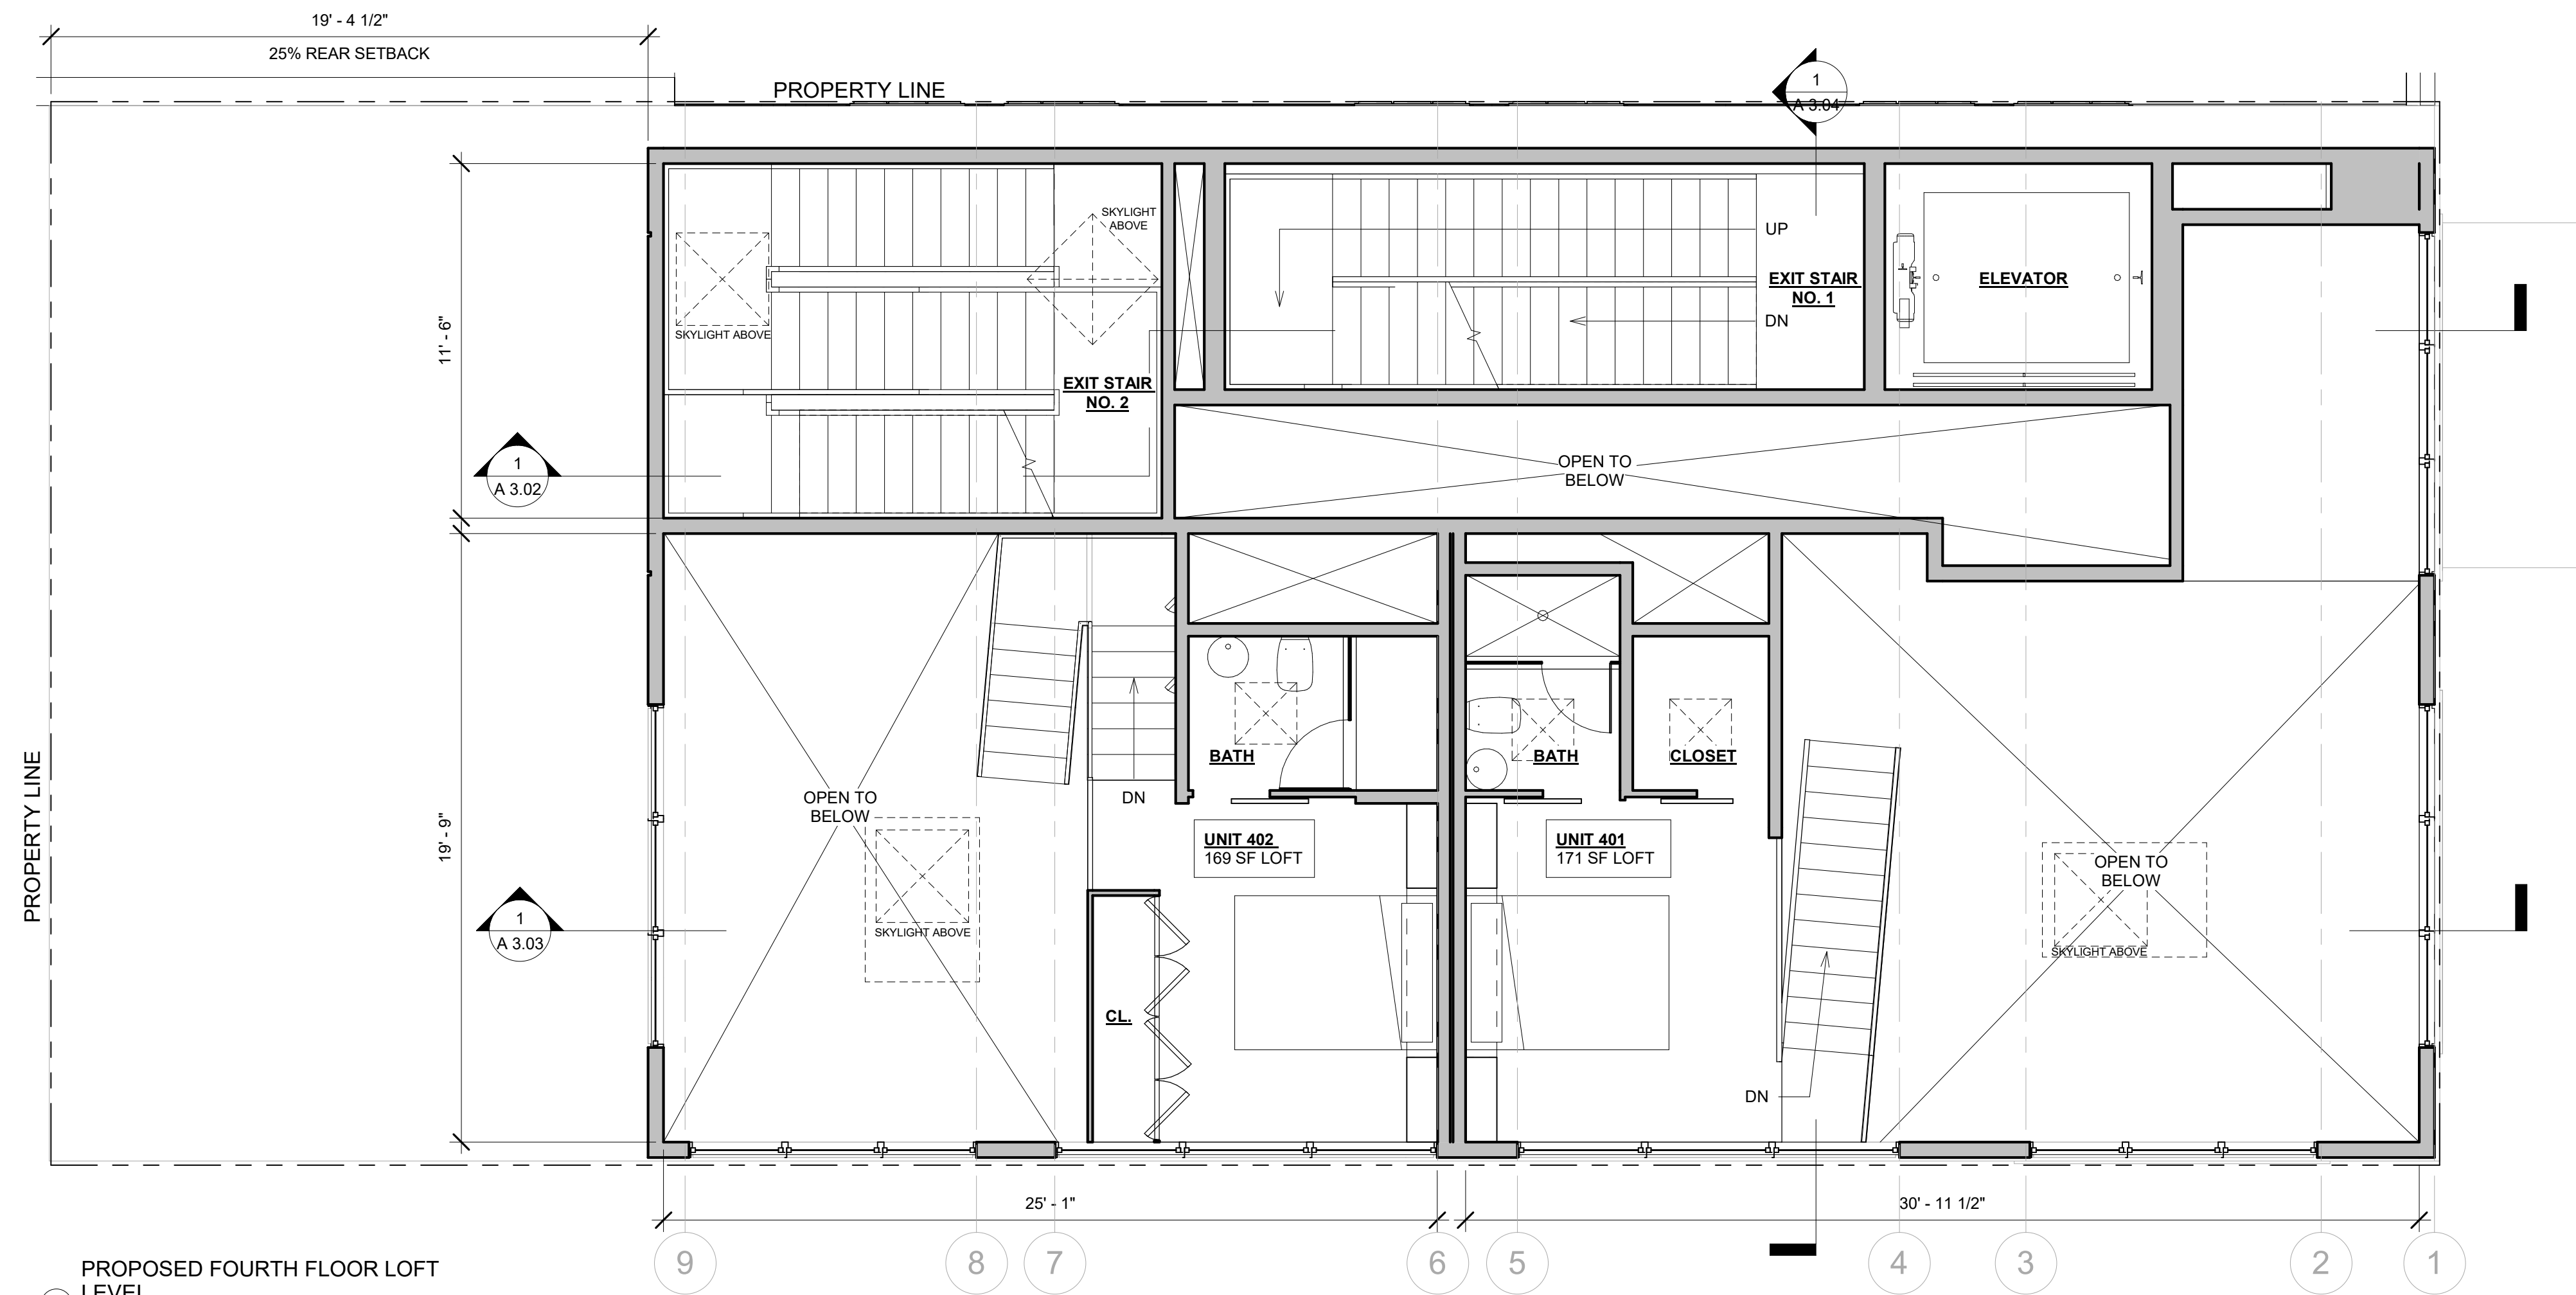 19' - 4 1/2"
25% REAR SETBACK
PROPERTY LINE
1
A 3.04
SKYLIGHT
ABOVE
UP
SKYLIGHT ABOVE
EXIT STAIR
NO. 1
ELEVATOR
11' - 6"
DN
EXIT STAIR
NO. 2
OPEN TO
BELOW
1
A 3.02
BATH
BATH
CLOSET
PROPERTY LINE
OPEN TO
BELOW
DN
19' - 9"
UNIT 402
169 SF LOFT
UNIT 401
171 SF LOFT
OPEN TO
BELOW
1
A 3.03
SKYLIGHT ABOVE
SKYLIGHT ABOVE
CL.
DN
25' - 1"
30' - 11 1/2"
9
8
7
6
5
4
3
2
1
PROPOSED FOURTH FLOOR LOFT
LEVEL